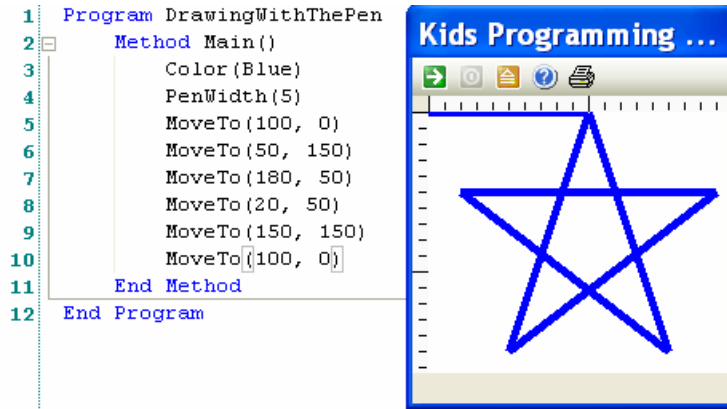 1 Program DrawingWithThePen
2 Method Main()
3 Color(Blue)
4 PenWidth(5)
5 MoveTo(100, 0)
6 MoveTo(50, 150)
7 MoveTo(180, 50)
8 MoveTo(20, 50)
9 MoveTo(150, 150)
10 MoveTo(100, 0)
11 End Method
12 End Program
Kids Programming ...